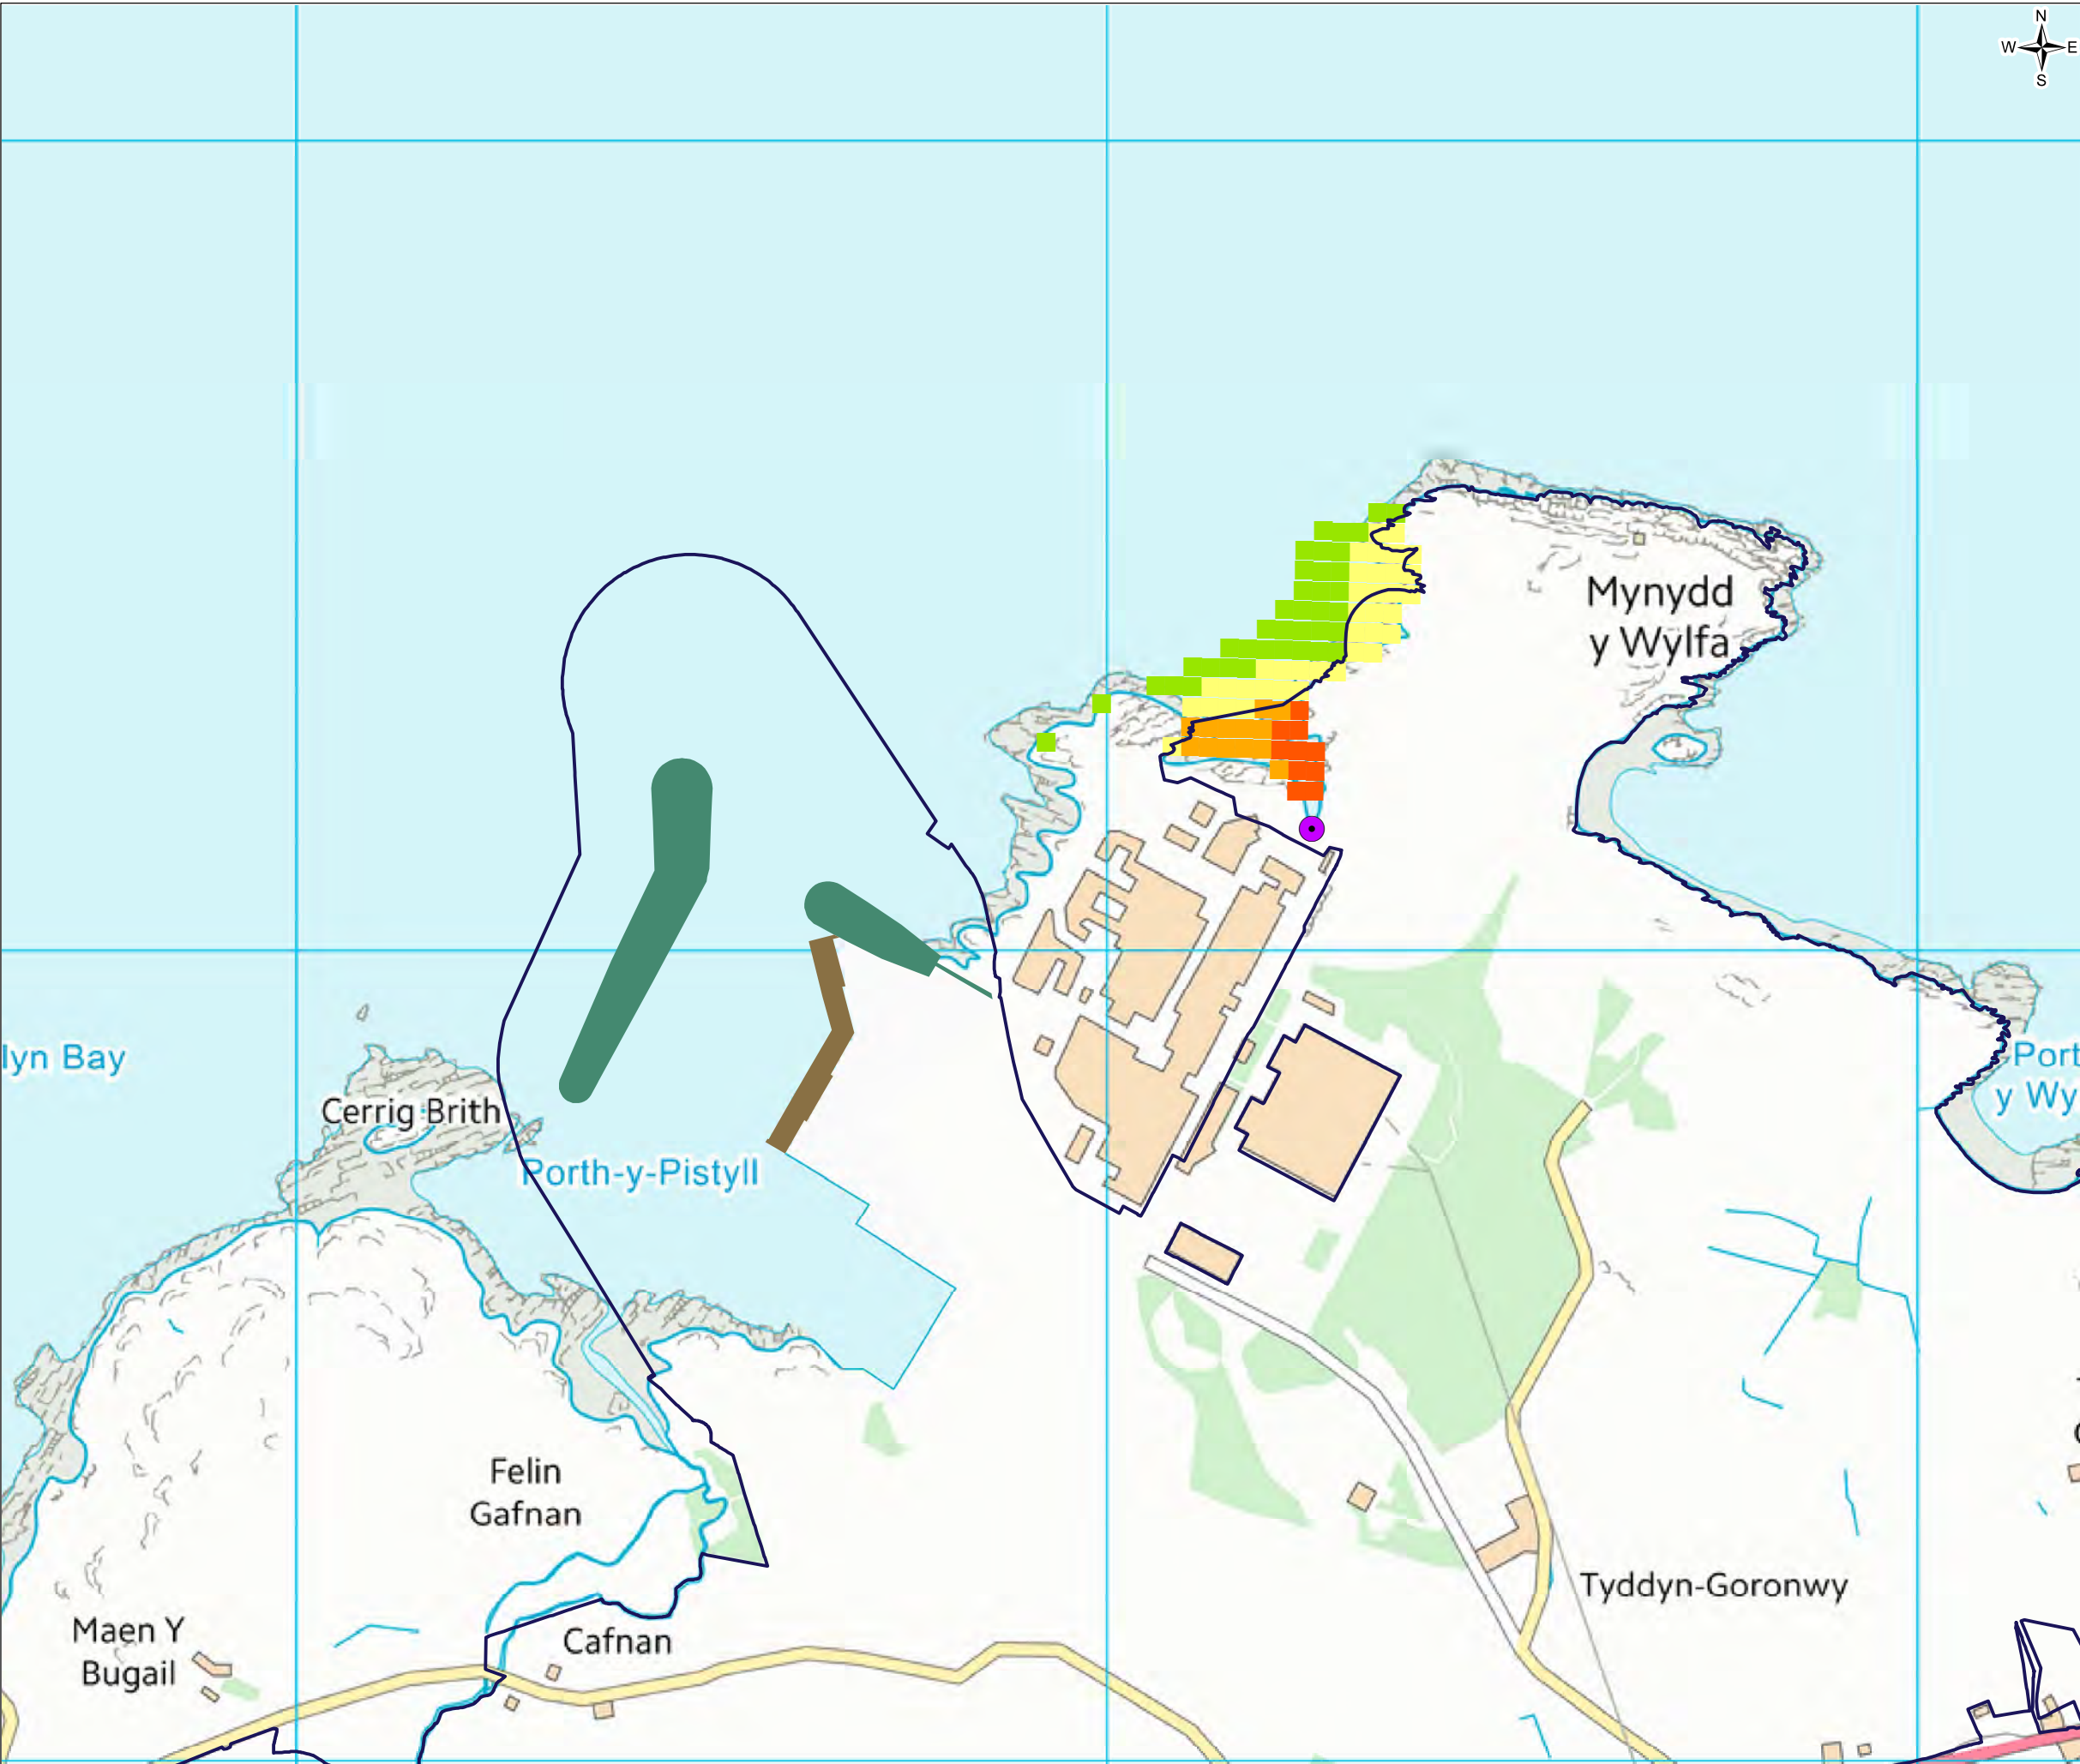 N
W E
S
Mynydd
y Wylfa
lyn Bay
Port
y Wy
Cerrig Brith
Porth-y-Pistyll
Felin
Gafnan
Tyddyn-Goronwy
Maen Y
Bugail
Cafnan